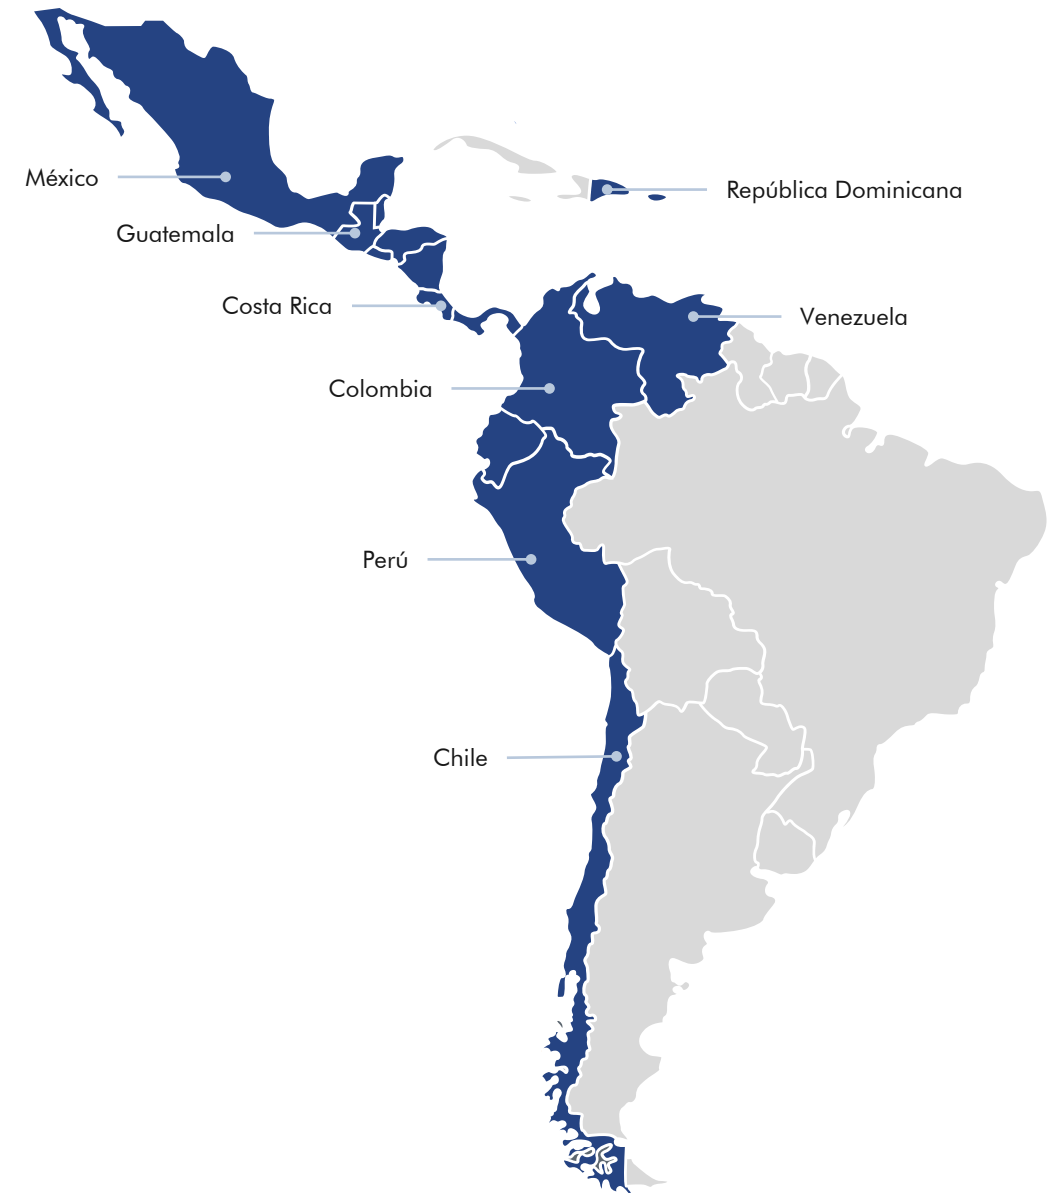 México
República Dominicana
Guatemala
Costa Rica
Venezuela
Colombia
Perú
Chile